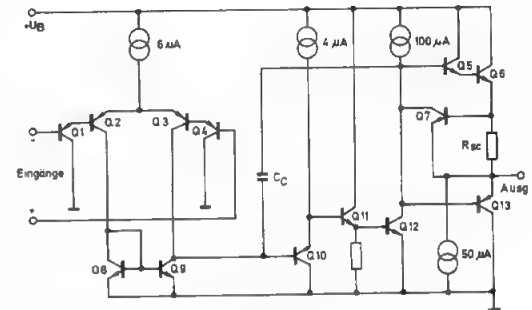 +UB
6 µA
4 µA
100 µA
Q5
Q6
Q1
Q2
Q3
Q4
Q7
-
Eingänge
+
CC
RSC
Ausg
Q11
Q12
Q13
Q8
Q9
Q10
50 µA